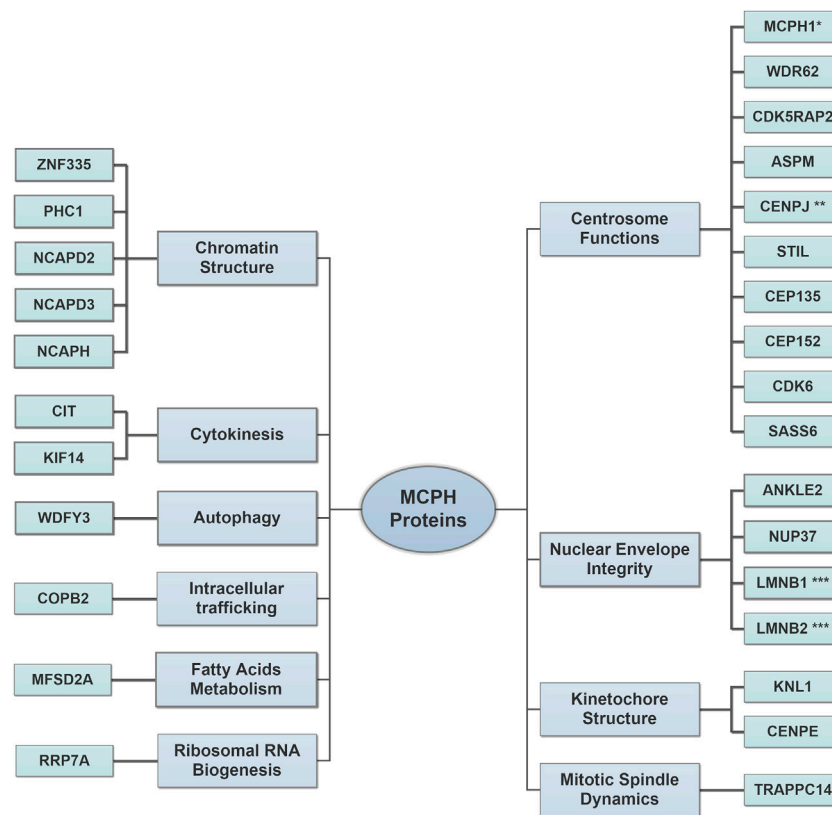 ZNF335
PHC1
NCAPD2
NCAPD3
NCAPH
Chromatin
Structure
CIT
KIF14
Cytokinesis
WDFY3
Autophagy
COPB2
Intracellular
trafficking
MFSD2A
Fatty Acids
Metabolism
RRP7A
Ribosomal RNA
Biogenesis
MCPH
Proteins
Centrosome
Functions
MCPH1*
WDR62
CDK5RAP2
ASPM
CENPJ **
STIL
CEP135
CEP152
CDK6
SASS6
Nuclear Envelope
Integrity
ANKLE2
NUP37
LMNB1 ***
LMNB2 ***
Kinetochore
Structure
KNL1
CENPE
Mitotic Spindle
Dynamics
TRAPPC14